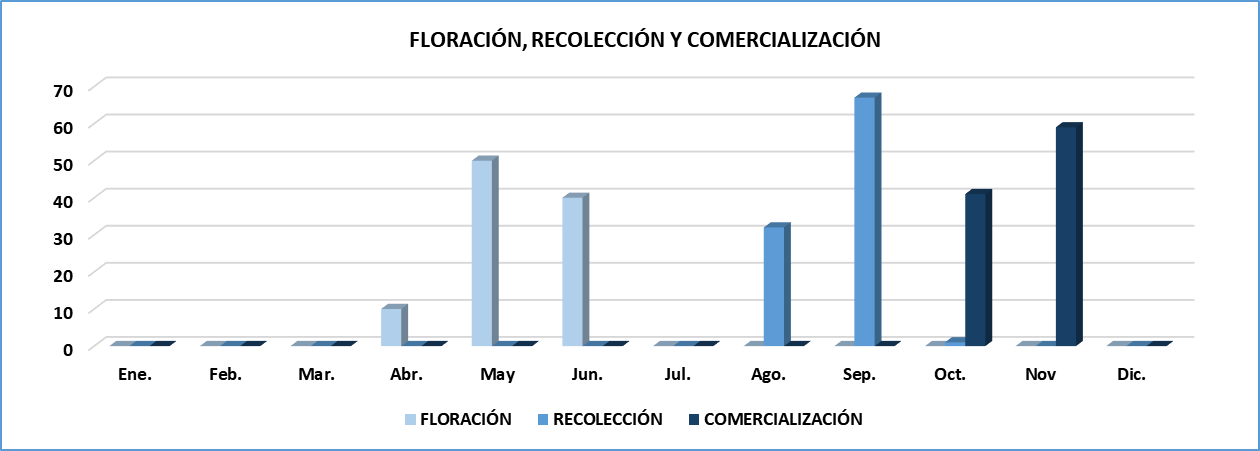 FLORACIÓN, RECOLECCIÓN Y COMERCIALIZACIÓN
70
60
50
40
30
20
10
0
Ene. Feb. Mar. Abr. May Jun. Jul. Ago. Sep. Oct. Nov Dic.
FLORACIÓN RECOLECCIÓN COMERCIALIZACIÓN